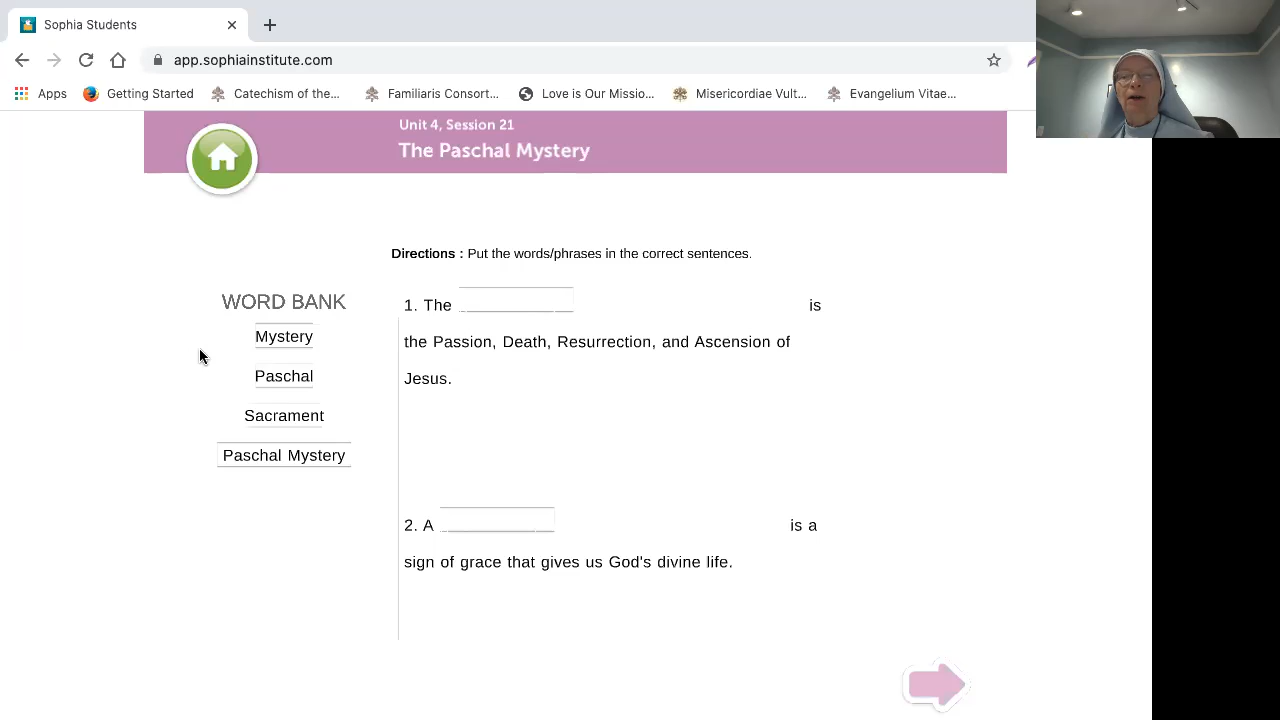 Sophia Students
app.sophiainstitute.com
Apps Getting Started Catechism of the... Familiaris Consort... Love is Our Missio... Misericordiae Vult... Evangelium Vitae...
Unit 4, Session 21
The Paschal Mystery
Directions : Put the words/phrases in the correct sentences.
WORD BANK
Mystery
Paschal
Sacrament
Paschal Mystery
1. The is
the Passion, Death, Resurrection, and Ascension of
Jesus.
2. A is a
sign of grace that gives us God's divine life.